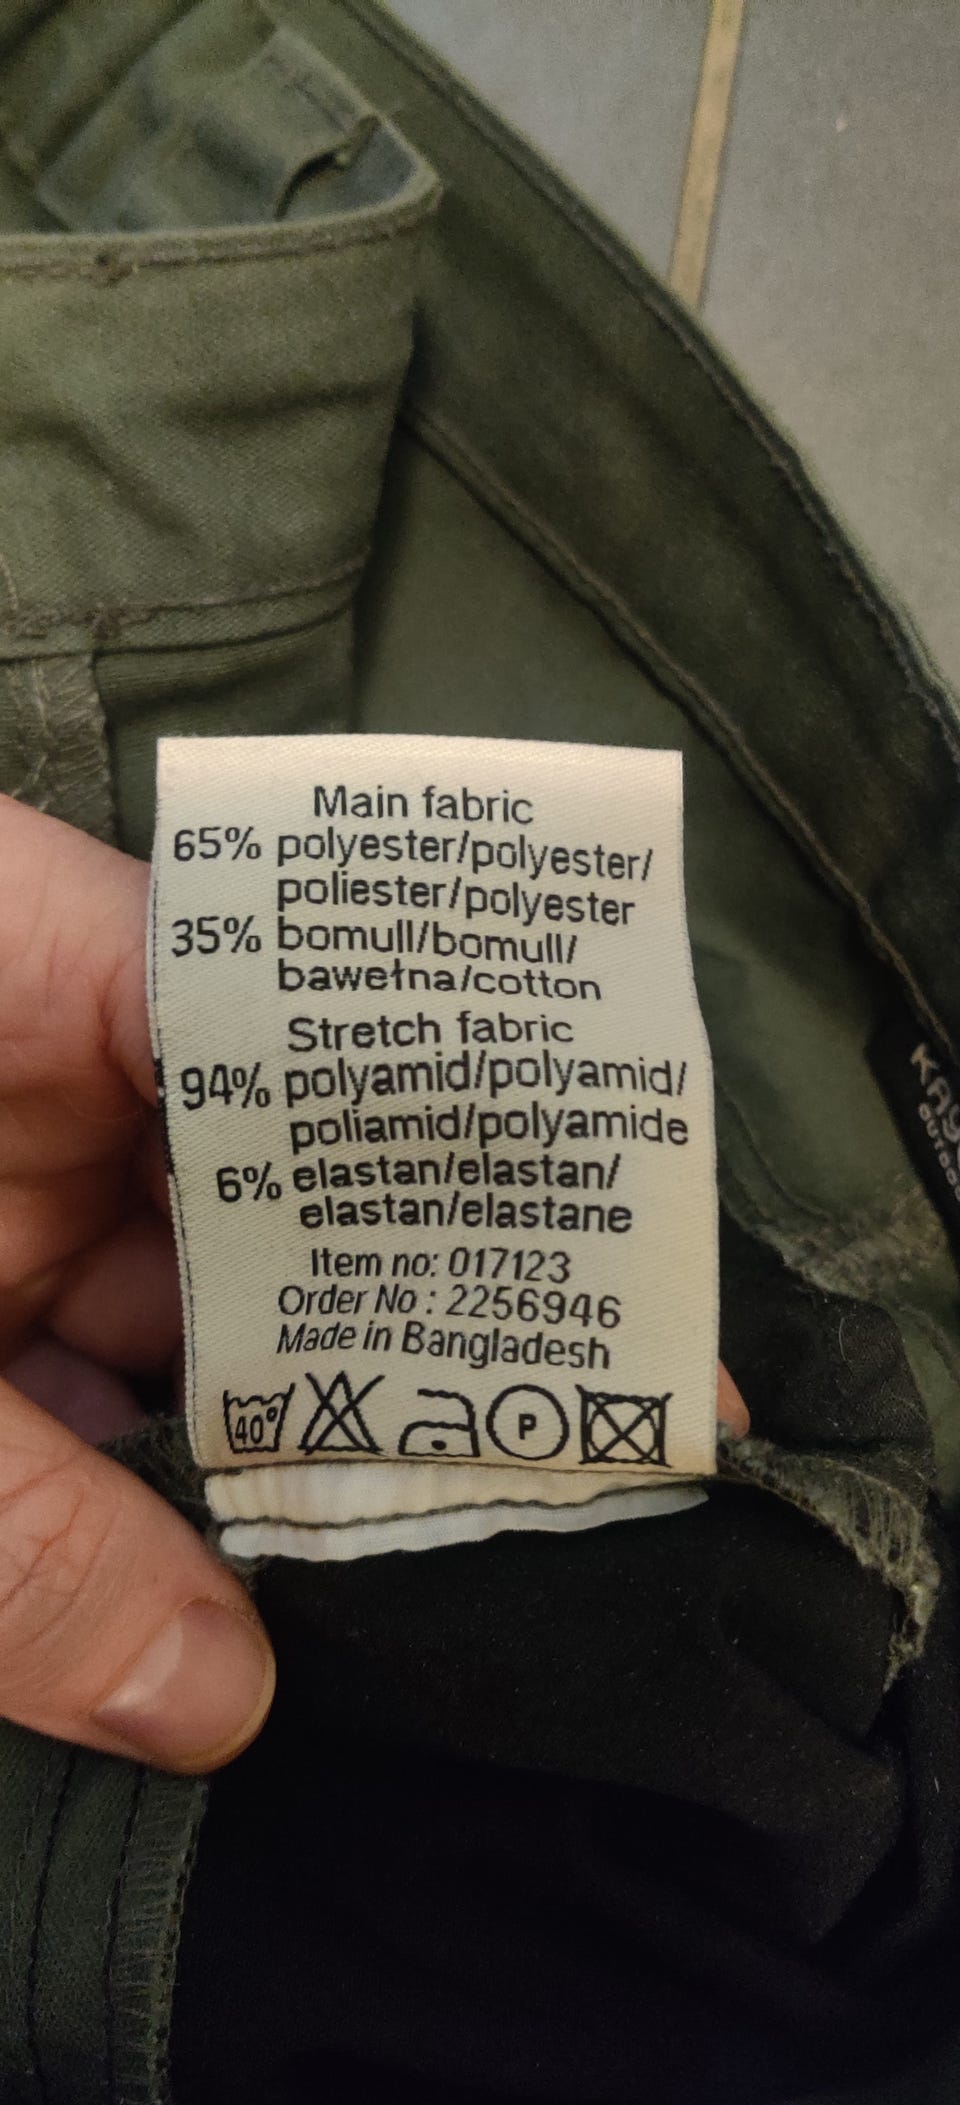 Main fabric
65% polyester/polyester/
poliester/polyester
35% bomull/bomull/
bawełna/cotton
Stretch fabric
94% polyamid/polyamid/
poliamid/polyamide
6% elastan/elastan/
elastan/elastane
Item no: 017123
Order No : 2256946
Made in Bangladesh
40° P